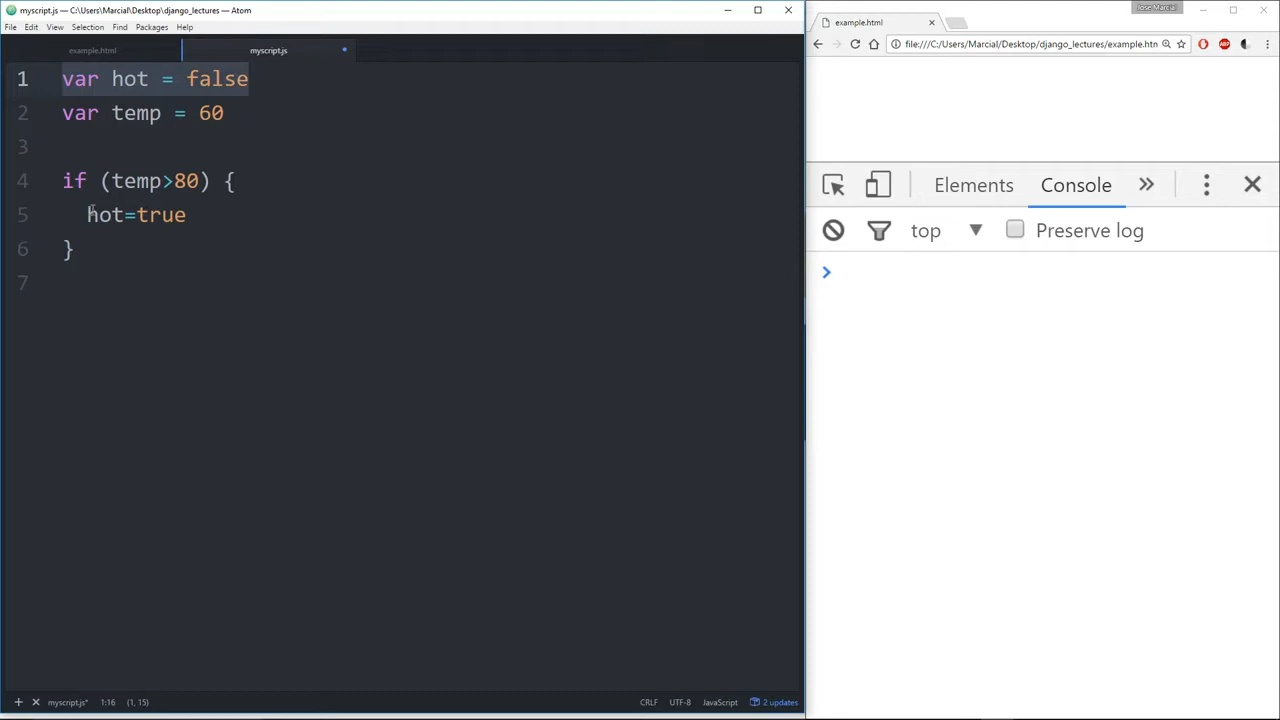 myscript.js — C:\Users\Marcial\Desktop\django_lectures — Atom
File Edit View Selection Find Packages Help
example.html myscript.js
1 var hot = false
2 var temp = 60
3
4 if (temp>80) {
5 hot=true
6 }
7
myscript.js* 1:16 (1, 15) CRLF UTF-8 JavaScript 2 updates
Jose Marcial
example.html
file:///C:/Users/Marcial/Desktop/django_lectures/example.htn
ABP
Elements Console
top Preserve log